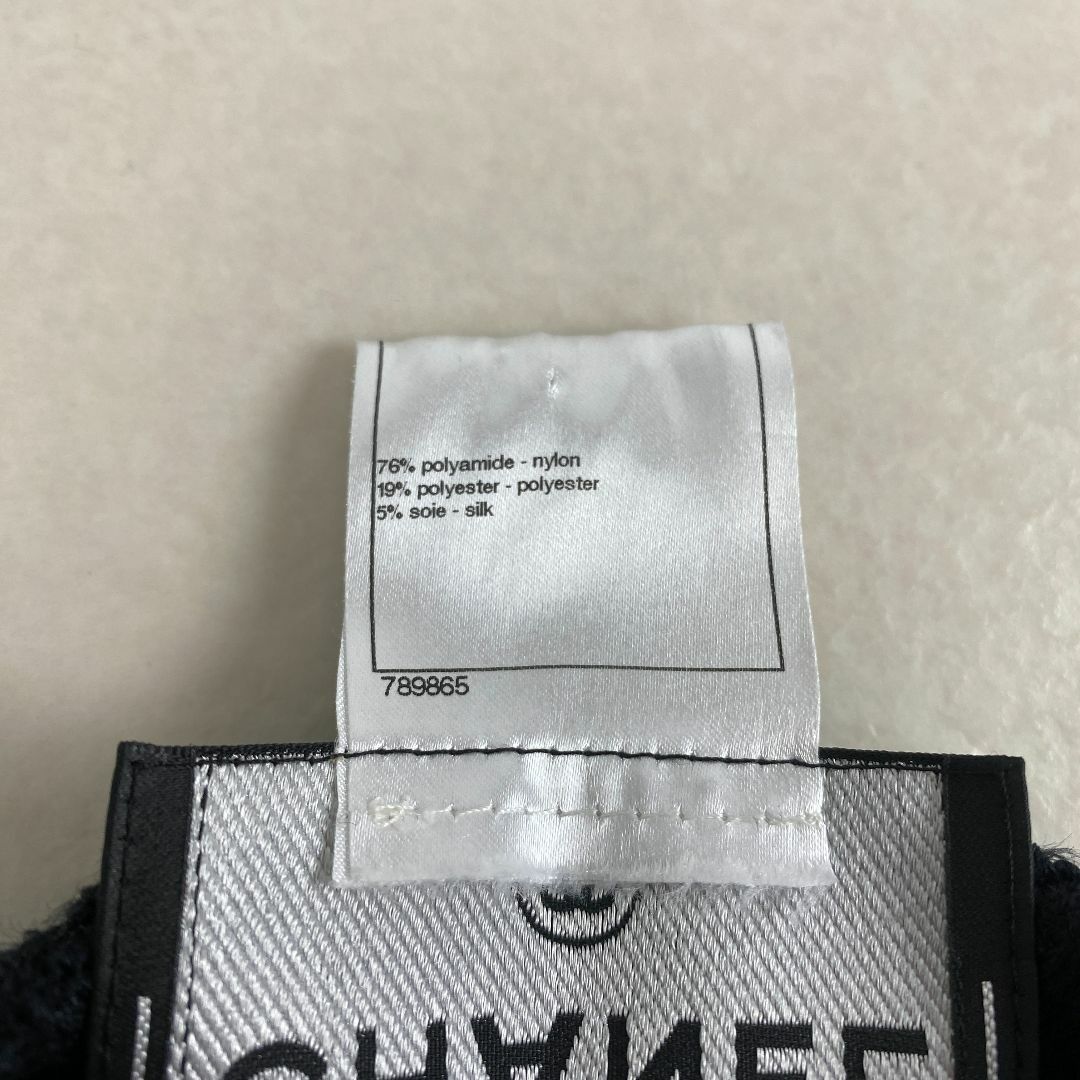 76% polyamide - nylon
19% polyester - polyester
5% soie - silk
789865
CHANEL